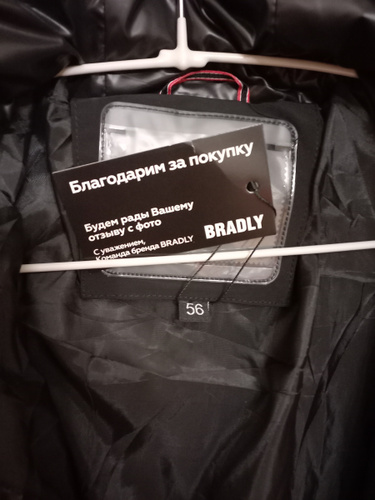 Благодарим за покупку
Будем рады Вашему
отзыву с фото
С уважением,
Команда бренда BRADLY
BRADLY
56